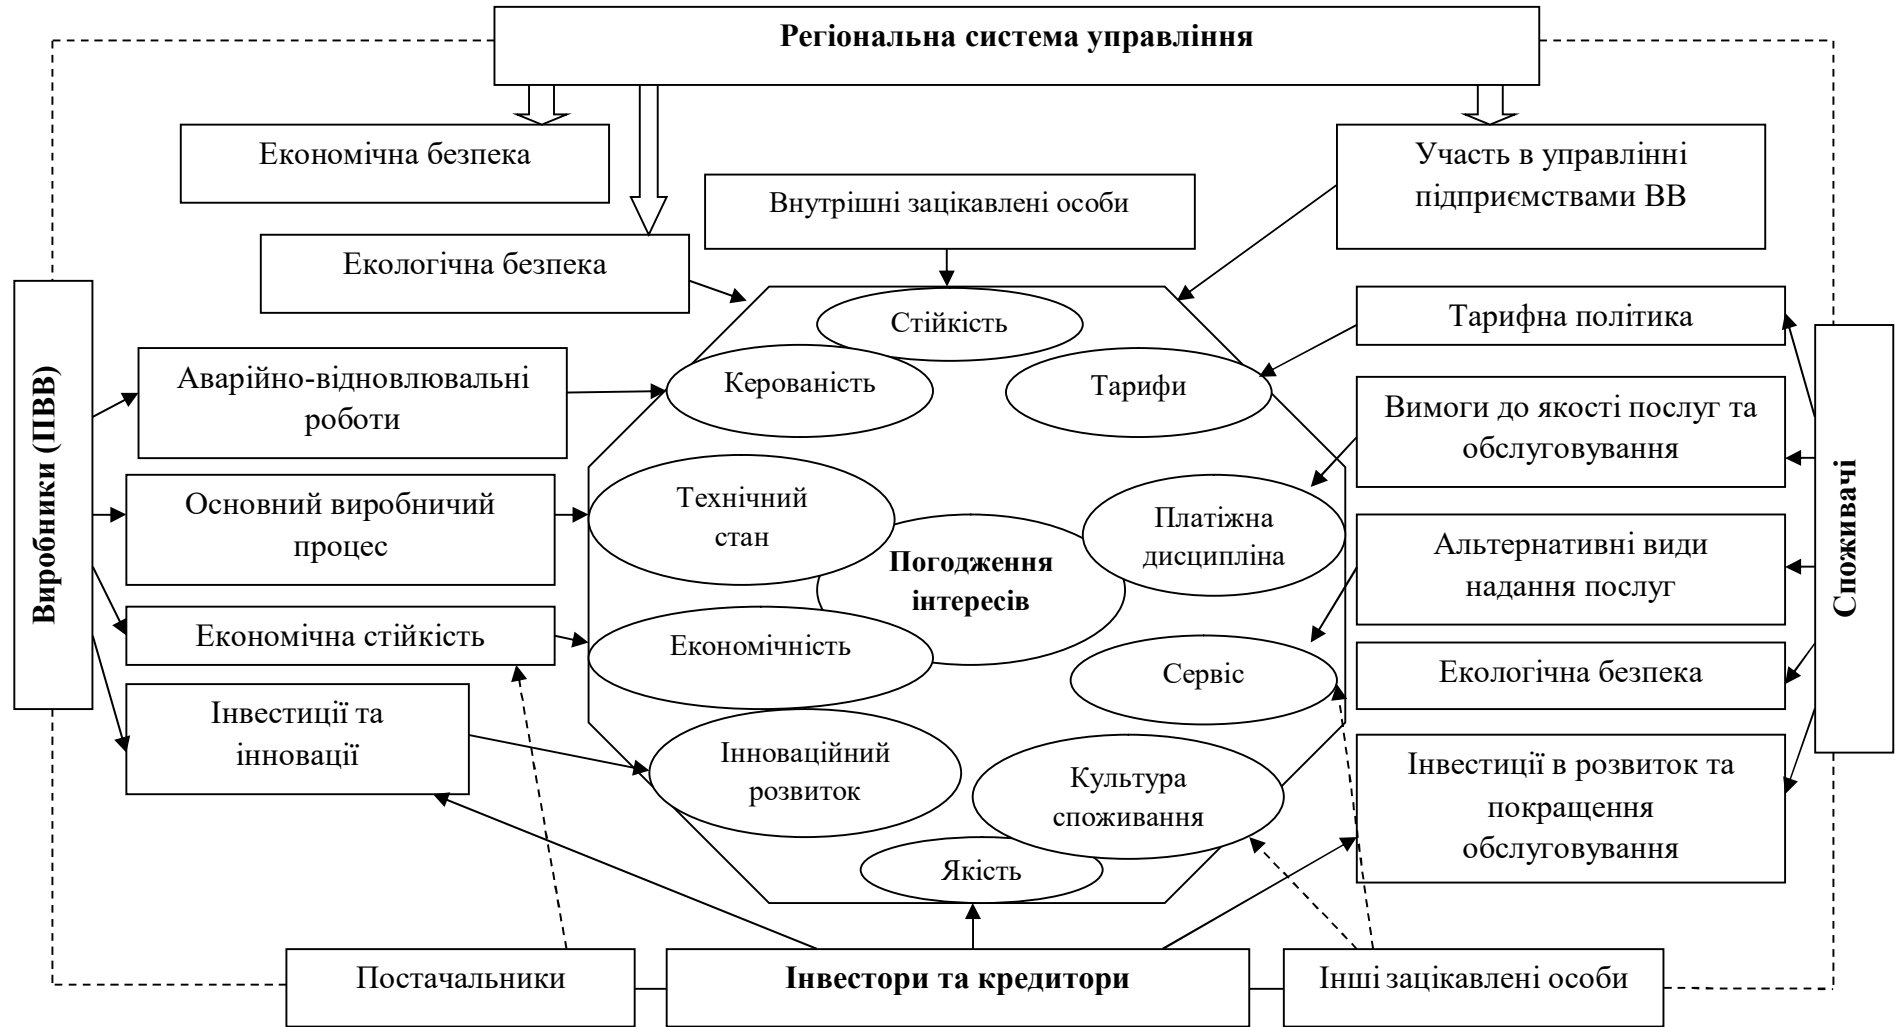 Регіональна система управління
Економічна безпека
Участь в управлінні
підприємствами ВВ
Внутрішні зацікавлені особи
Екологічна безпека
Виробники (ПВВ)
Аварійно-відновлювальні
роботи
Основний виробничий
процес
Економічна стійкість
Інвестиції та
інновації
Стійкість
Керованість
Тарифи
Технічний
стан
Платіжна
дисципліна
Погодження
інтересів
Економічність
Сервіс
Інноваційний
розвиток
Культура
споживання
Якість
Тарифна політика
Вимоги до якості послуг та
обслуговування
Альтернативні види
надання послуг
Екологічна безпека
Інвестиції в розвиток та
покращення
обслуговування
Споживачі
Постачальники
Інвестори та кредитори
Інші зацікавлені особи